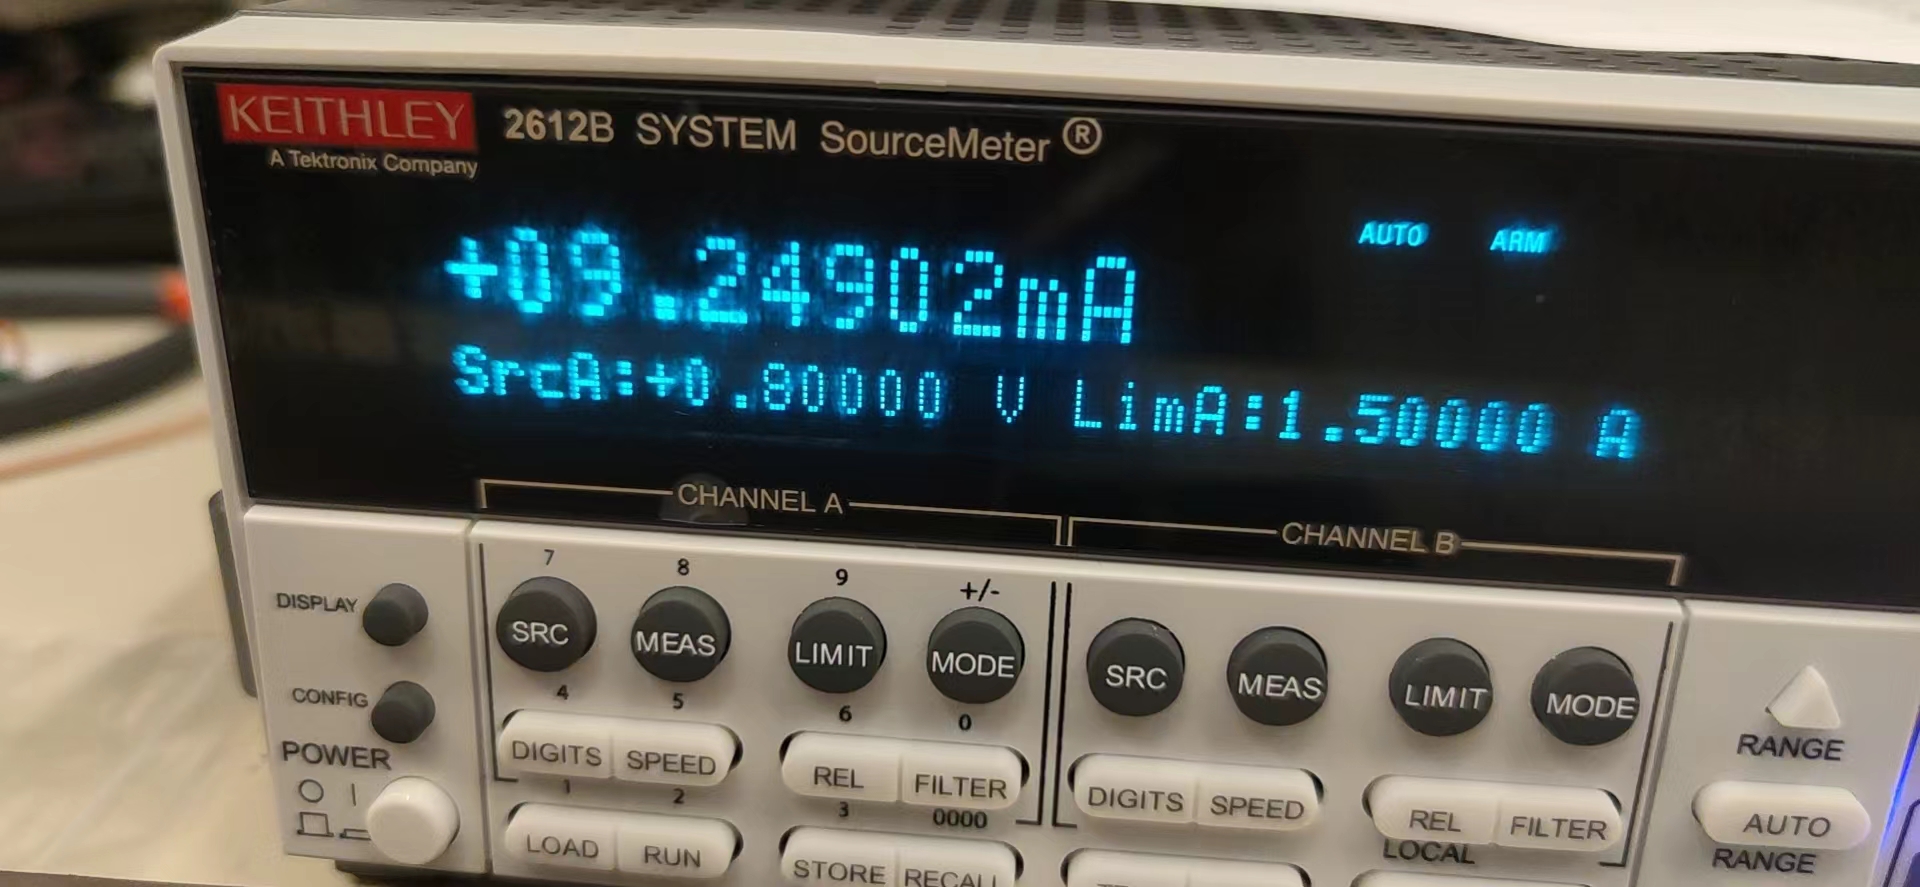 KEITHLEY 2612B SYSTEM SourceMeter ®
A Tektronix Company
AUTO ARM
+09.24902mA
SrcA:+0.80000 V LimA:1.50000 A
CHANNEL A CHANNEL B
7 8 9 +/-
DISPLAY SRC MEAS LIMIT MODE SRC MEAS LIMIT MODE
4 5 6 0
CONFIG DIGITS SPEED REL FILTER DIGITS SPEED REL FILTER
RANGE
POWER
O I
1 2 3 0000
LOCAL
AUTO
RANGE
LOAD RUN STORE RECALL